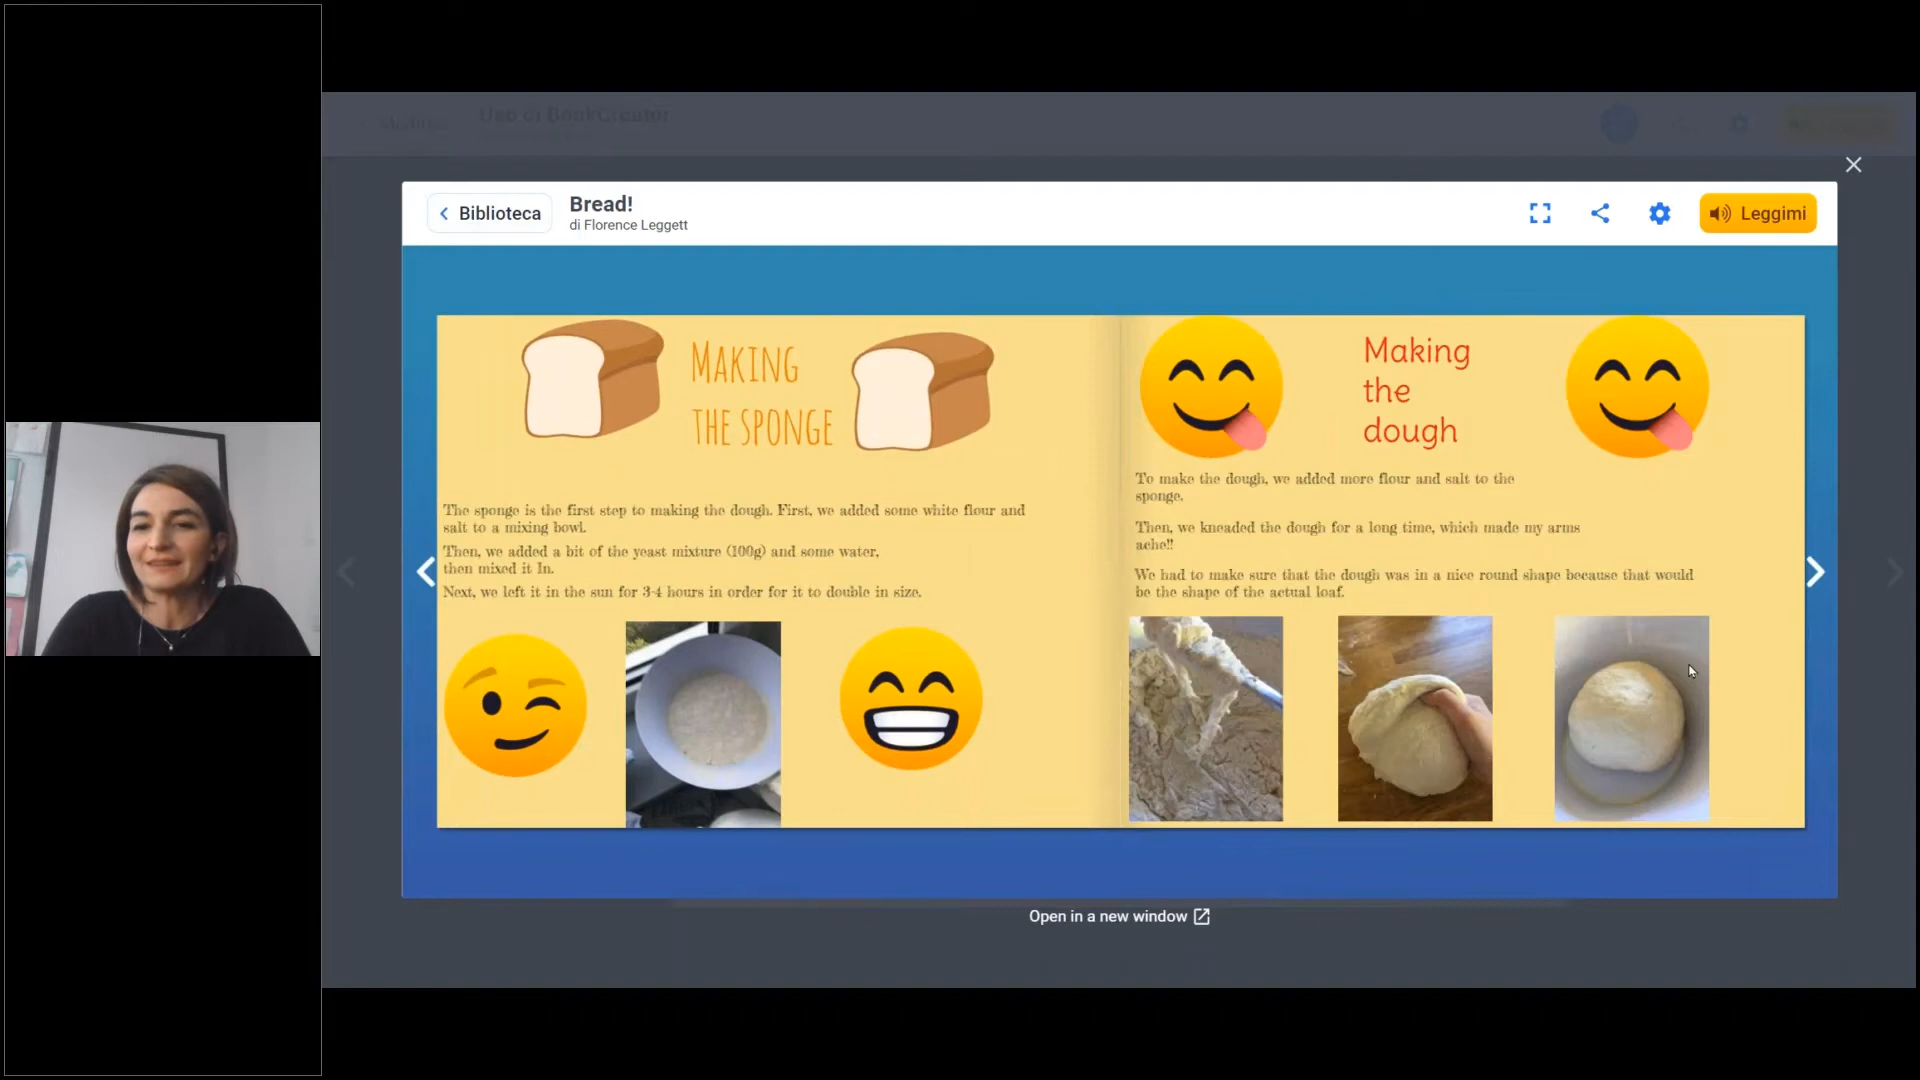 Uso di BookCreator
Biblioteca
Bread!
di Florence Leggett
Leggimi
MAKING
THE SPONGE
The sponge is the first step to making the dough. First, we added some white flour and
salt to a mixing bowl.
Then, we added a bit of the yeast mixture (100g) and some water,
then mixed it In.
Next, we left it in the sun for 3-4 hours in order for it to double in size.
Making
the
dough
To make the dough, we added more flour and salt to the
sponge.
Then, we kneaded the dough for a long time, which made my arms
ache!!
We had to make sure that the dough was in a nice round shape because that would
be the shape of the actual loaf.
Open in a new window